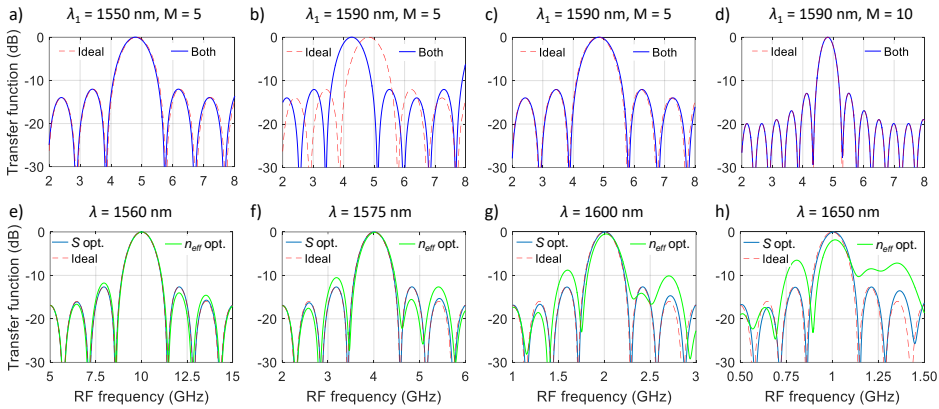 a) λ1 = 1550 nm, M = 5 b) λ1 = 1590 nm, M = 5 c) λ1 = 1590 nm, M = 5 d) λ1 = 1590 nm, M = 10
Transfer function (dB)
0 -10 -20 -30
Ideal Both Ideal Both Ideal Both Ideal Both
2 3 4 5 6 7 8 2 3 4 5 6 7 8 2 3 4 5 6 7 8 2 3 4 5 6 7 8
e) λ = 1560 nm f) λ = 1575 nm g) λ = 1600 nm h) λ = 1650 nm
Transfer function (dB)
0 -10 -20 -30
S opt. neff opt. S opt. neff opt. S opt. neff opt. S opt. neff opt.
Ideal Ideal Ideal Ideal
5 7.5 10 12.5 15 2 3 4 5 6 1 1.5 2 2.5 3 0.50 0.75 1 1.25 1.50
RF frequency (GHz) RF frequency (GHz) RF frequency (GHz) RF frequency (GHz)